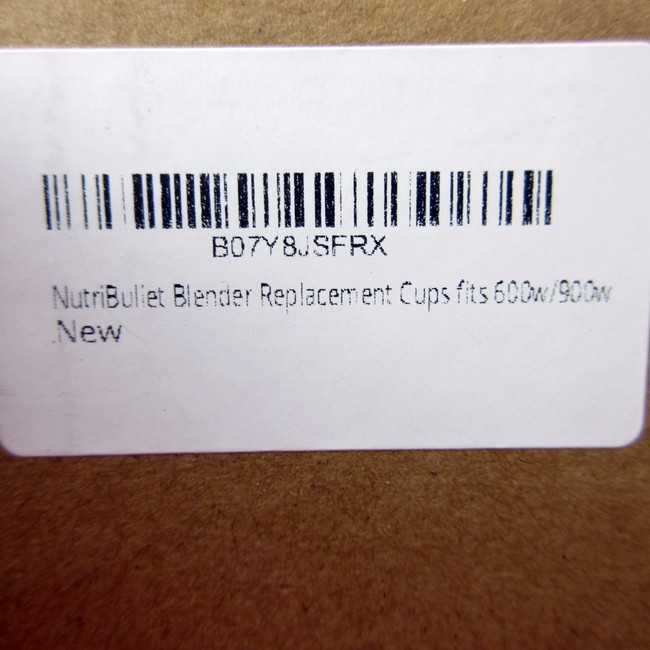 B07Y8JSFRX
NutriBullet Blender Replacement Cups fits 600w/900w
New